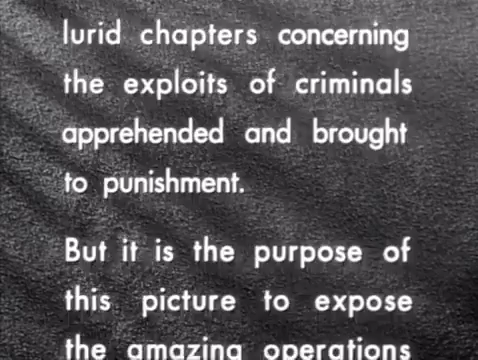 lurid chapters concerning
the exploits of criminals
apprehended and brought
to punishment.
But it is the purpose of
this picture to expose
the amazing operations